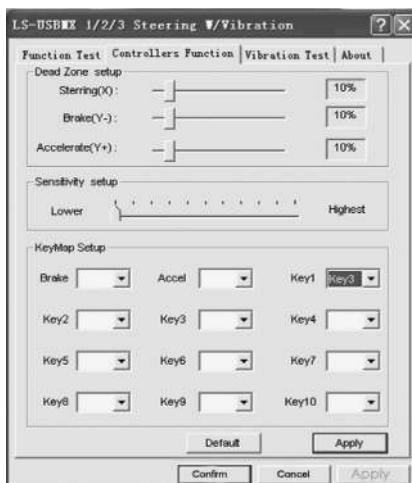 LS-USBMX 1/2/3 Steering W/Vibration
Function Test Controllers Function Vibration Test About
Dead Zone setup
Sterring(X): 10%
Brake(Y-): 10%
Accelerate(Y+): 10%
Sensitivity setup
Lower Highest
KeyMap Setup
Brake Accel Key1 Key3
Key2 Key3 Key4
Key5 Key6 Key7
Key8 Key9 Key10
Default Apply
Confirm Cancel Apply